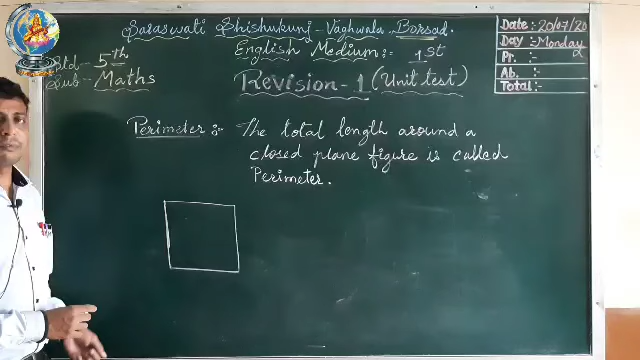 Saraswati Shishukunj - Vaghwala - Borsad.
English Medium :- 1st
Std - 5th
Sub - Maths
Revision - 1 (Unit test)
Date :- 20/07/20
Day :- Monday
Pr. :-
Ab. :-
Total :-
Perimeter :- The total length around a
closed plane figure is called
Perimeter.